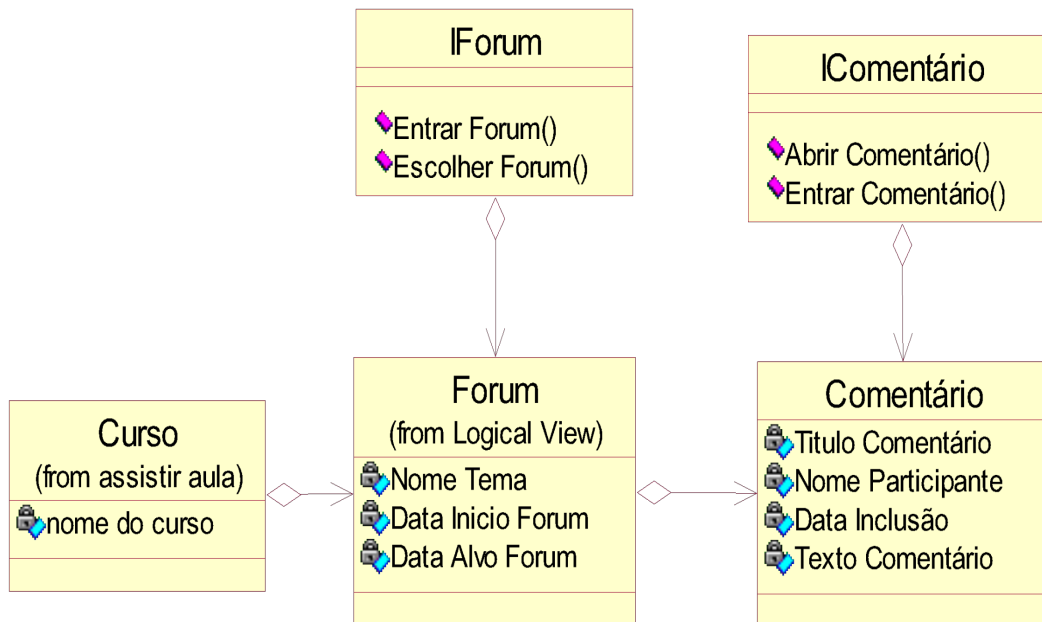 IForum
Entrar Forum()
Escolher Forum()
IComentário
Abrir Comentário()
Entrar Comentário()
Curso
(from assistir aula)
nome do curso
Forum
(from Logical View)
Nome Tema
Data Inicio Forum
Data Alvo Forum
Comentário
Titulo Comentário
Nome Participante
Data Inclusão
Texto Comentário